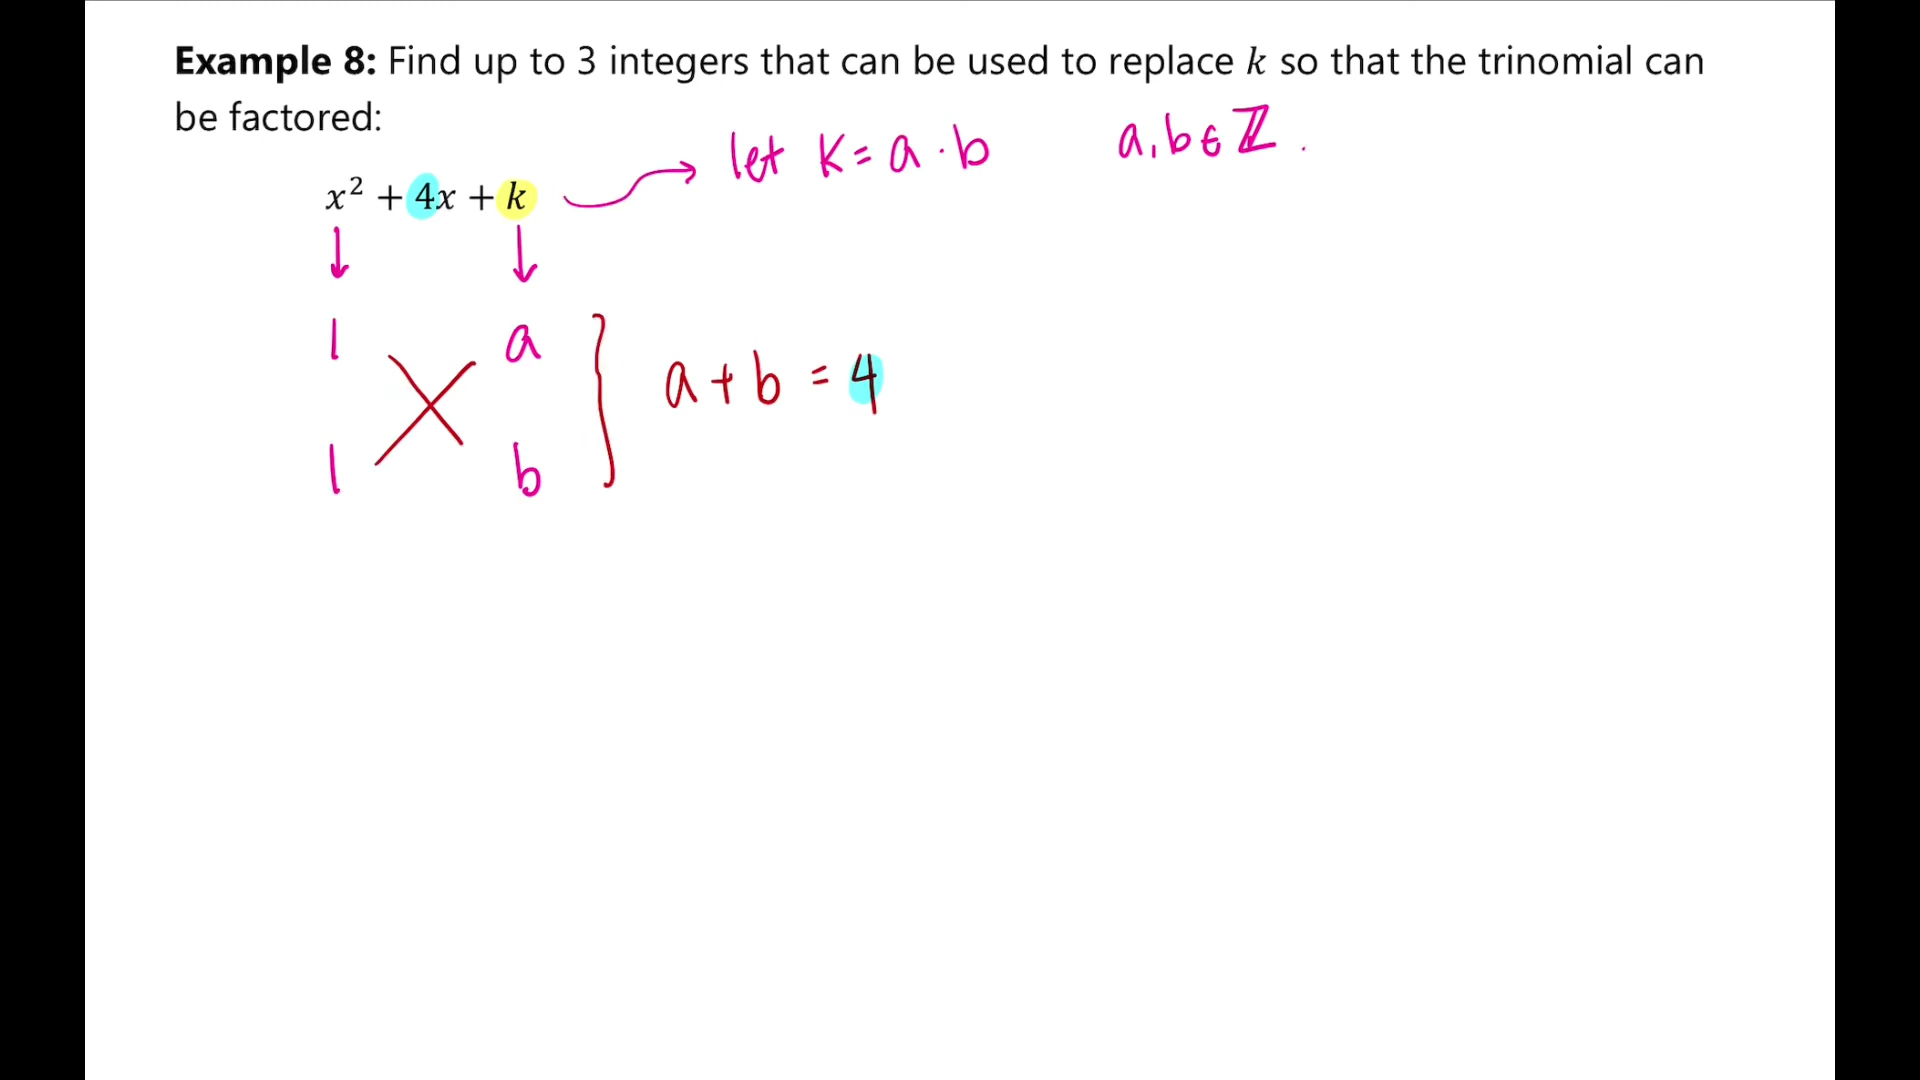 Example 8: Find up to 3 integers that can be used to replace k so that the trinomial can
be factored:
let k = a · b    a, b ∈ ℤ.
x² + 4x + k
1 a
a + b = 4
1 b